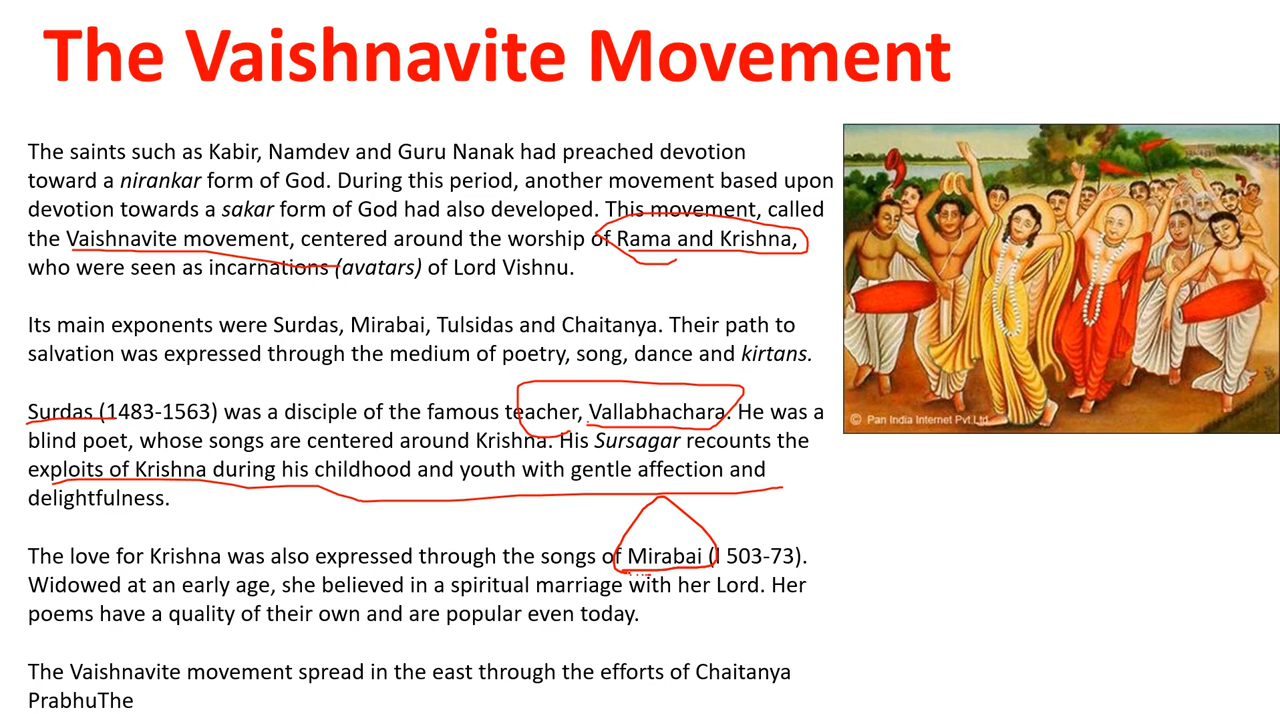 The Vaishnavite Movement
The saints such as Kabir, Namdev and Guru Nanak had preached devotion
toward a nirankar form of God. During this period, another movement based upon
devotion towards a sakar form of God had also developed. This movement, called
the Vaishnavite movement, centered around the worship of Rama and Krishna,
who were seen as incarnations (avatars) of Lord Vishnu.
Its main exponents were Surdas, Mirabai, Tulsidas and Chaitanya. Their path to
salvation was expressed through the medium of poetry, song, dance and kirtans.
Surdas (1483-1563) was a disciple of the famous teacher, Vallabhachara. He was a
blind poet, whose songs are centered around Krishna. His Sursagar recounts the
exploits of Krishna during his childhood and youth with gentle affection and
delightfulness.
The love for Krishna was also expressed through the songs of Mirabai (l 503-73).
Widowed at an early age, she believed in a spiritual marriage with her Lord. Her
poems have a quality of their own and are popular even today.
The Vaishnavite movement spread in the east through the efforts of Chaitanya
PrabhuThe
© Pan India Internet Pvt.Ltd.